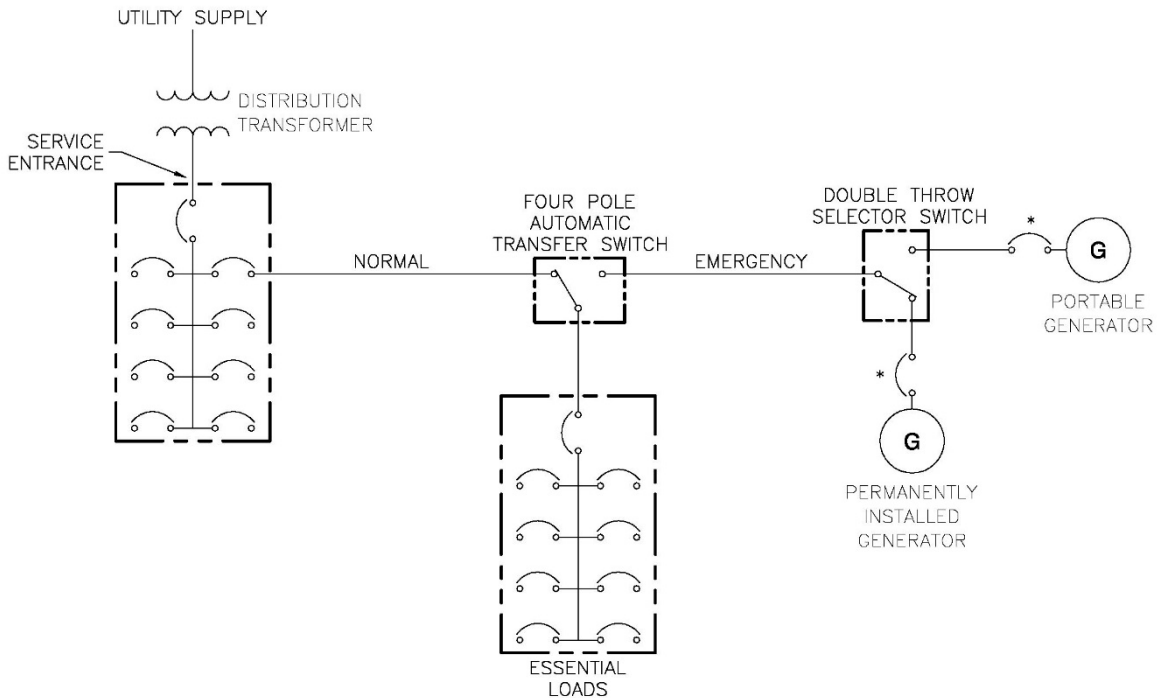 UTILITY SUPPLY
DISTRIBUTION
TRANSFORMER
SERVICE
ENTRANCE
FOUR POLE
AUTOMATIC
TRANSFER SWITCH
DOUBLE THROW
SELECTOR SWITCH
*
G
NORMAL
EMERGENCY
PORTABLE
GENERATOR
*
G
PERMANENTLY
INSTALLED
GENERATOR
ESSENTIAL
LOADS